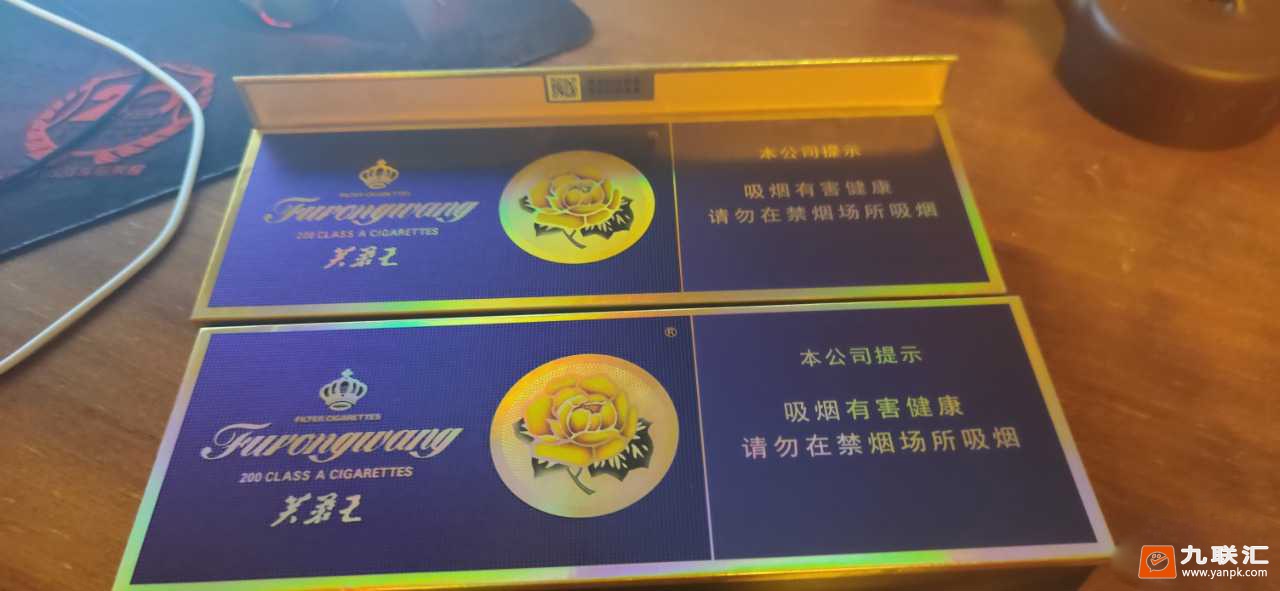 本公司提示
FILTER CIGARETTES
吸烟有害健康
Furongwang
请勿在禁烟场所吸烟
200 CLASS A CIGARETTES
芙蓉王
®
本公司提示
FILTER CIGARETTES
吸烟有害健康
Furongwang
请勿在禁烟场所吸烟
200 CLASS A CIGARETTES
芙蓉王
九联汇
www.yanpk.com